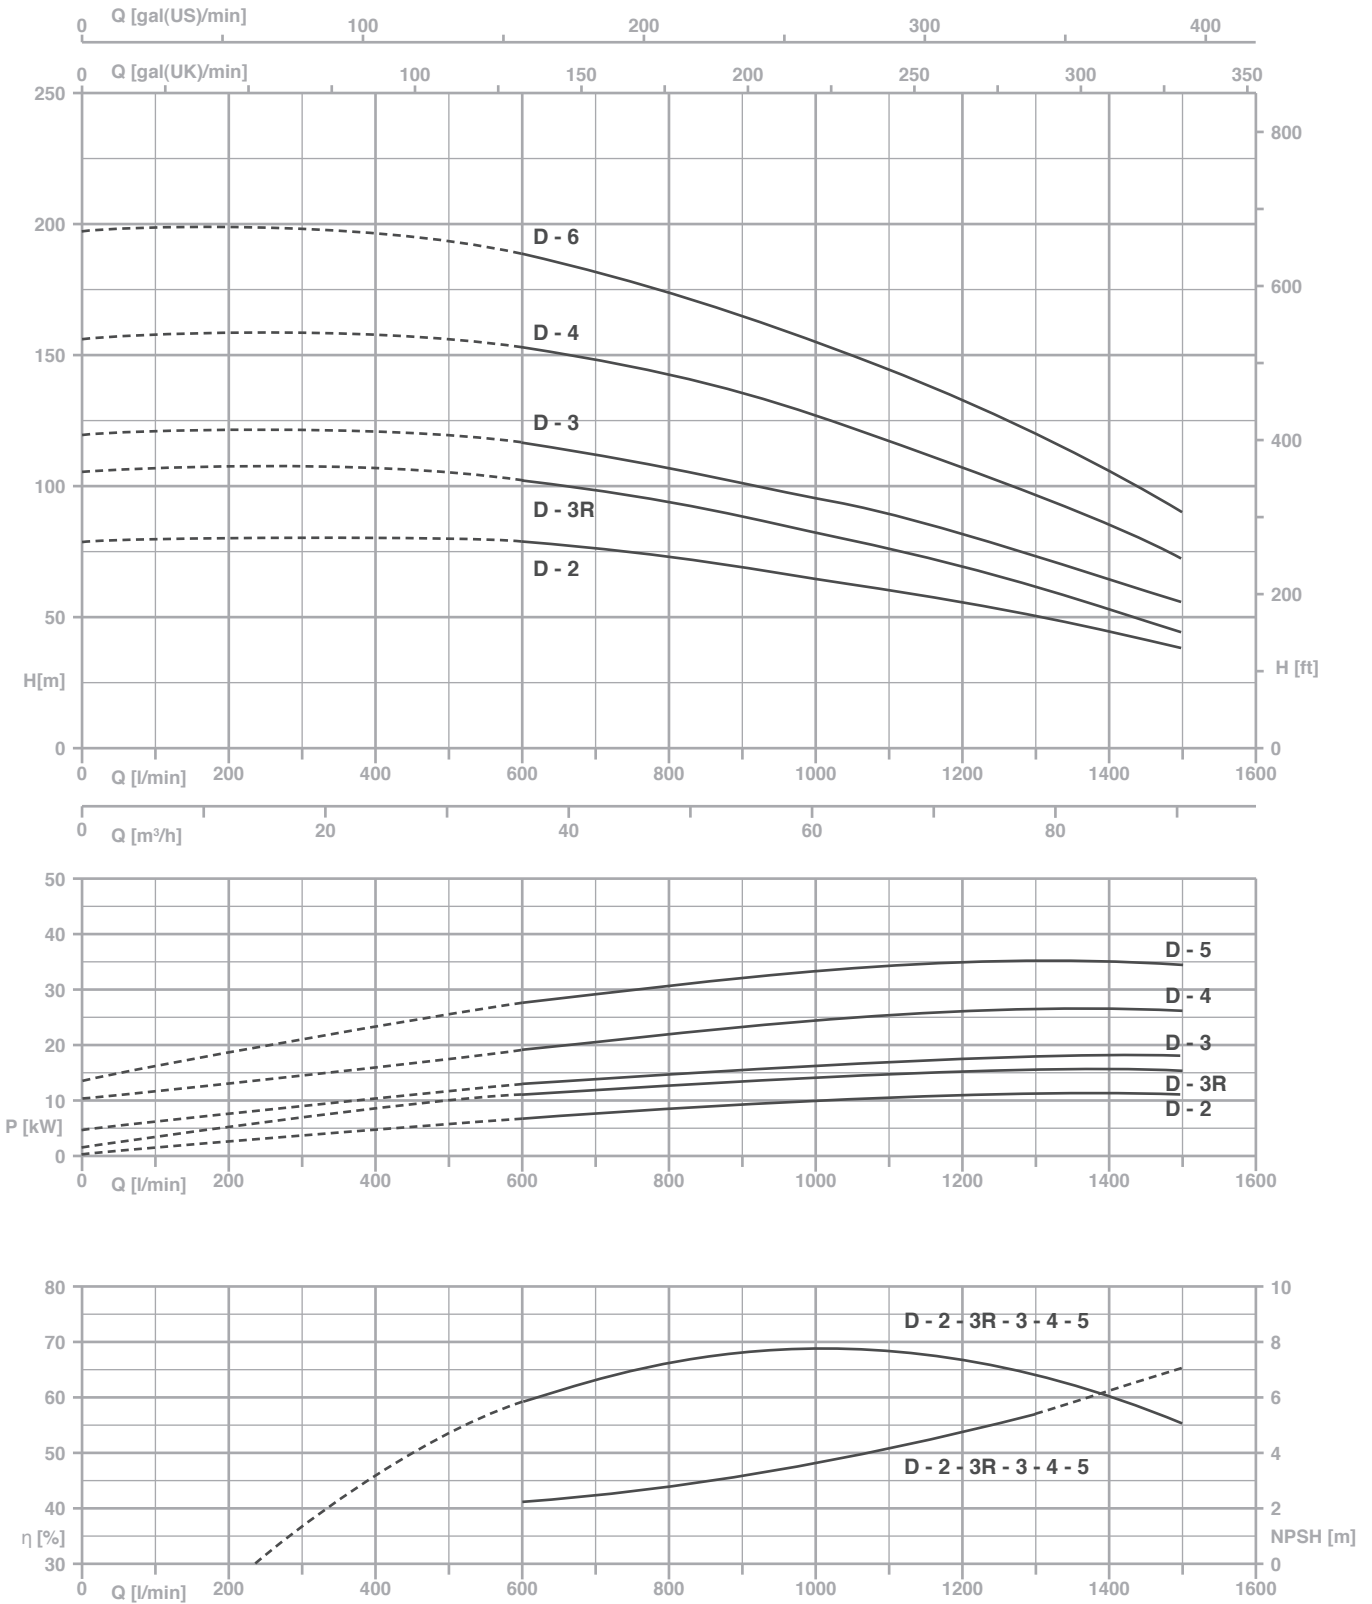 0 Q [gal(US)/min] 100 200 300 400
0 Q [gal(UK)/min] 100 150 200 250 300 350
250
800
200
D - 6
600
D - 4
150
D - 3
400
100
D - 3R
D - 2
200
50
H[m]
H [ft]
0
0
0 Q [l/min] 200 400 600 800 1000 1200 1400 1600
0 Q [m³/h] 20 40 60 80
50
40
D - 5
30
D - 4
20
D - 3
D - 3R
10
D - 2
P [kW]
0
0 Q [l/min] 200 400 600 800 1000 1200 1400 1600
80 10
D - 2 - 3R - 3 - 4 - 5
70 8
60 6
50 4
D - 2 - 3R - 3 - 4 - 5
40 2
η [%] NPSH [m]
30 0
0 Q [l/min] 200 400 600 800 1000 1200 1400 1600